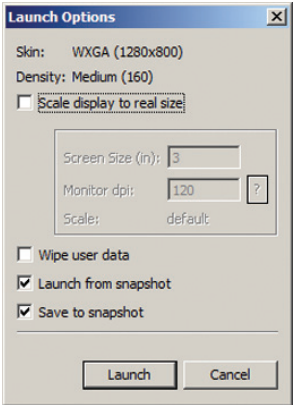 Launch Options
Skin: WXGA (1280x800)
Density: Medium (160)
Scale display to real size
Screen Size (in): 3
Monitor dpi: 120 ?
Scale: default
Wipe user data
Launch from snapshot
Save to snapshot
Launch Cancel